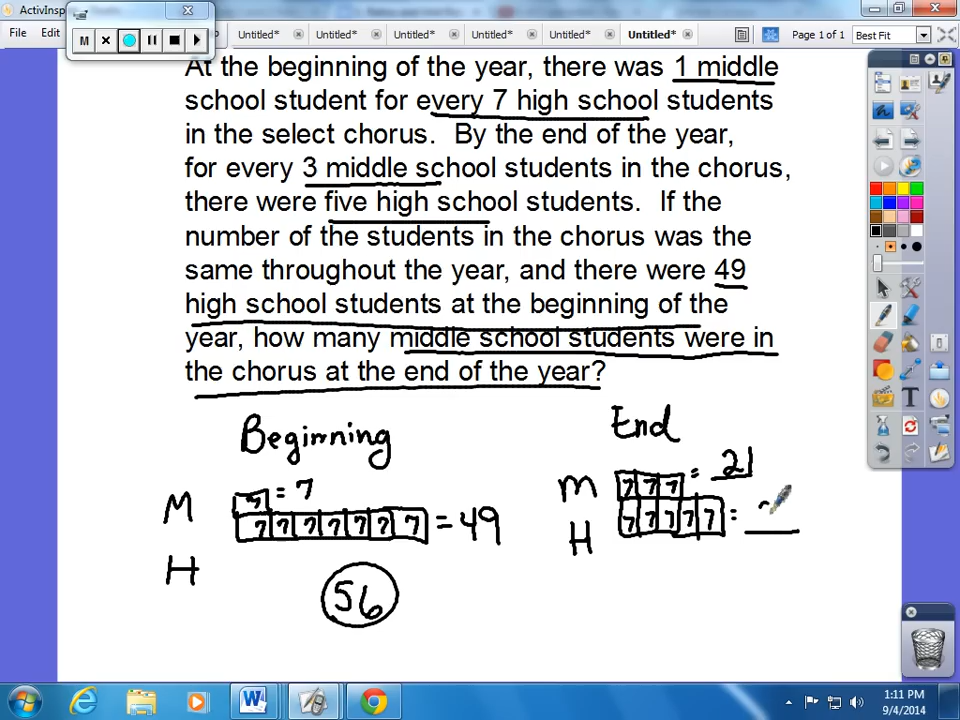 ActivInsp
File Edit
M
Untitled* Untitled* Untitled* Untitled* Untitled* Untitled*
Page 1 of 1 Best Fit
At the beginning of the year, there was 1 middle
school student for every 7 high school students
in the select chorus. By the end of the year,
for every 3 middle school students in the chorus,
there were five high school students. If the
number of the students in the chorus was the
same throughout the year, and there were 49
high school students at the beginning of the
year, how many middle school students were in
the chorus at the end of the year?
Beginning
M 7 = 7
7 7 7 7 7 7 7 = 49
H
56
End
M 7 7 7 = 21
H 7 7 7 7 7 =
1:11 PM
9/4/2014